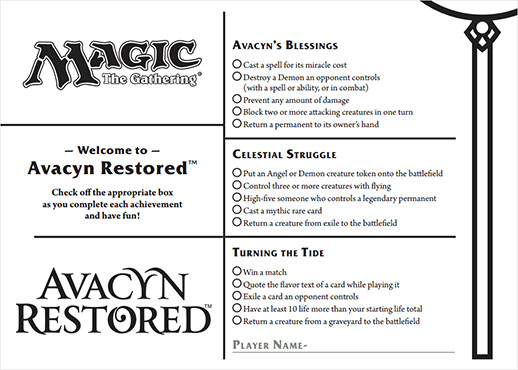 MAGIC
The Gathering®
– Welcome to –
Avacyn Restored™
Check off the appropriate box
as you complete each achievement
and have fun!
AVACYN
RESTORED™
AVACYN'S BLESSINGS
Cast a spell for its miracle cost
Destroy a Demon an opponent controls
(with a spell or ability, or in combat)
Prevent any amount of damage
Block two or more attacking creatures in one turn
Return a permanent to its owner's hand
CELESTIAL STRUGGLE
Put an Angel or Demon creature token onto the battlefield
Control three or more creatures with flying
High-five someone who controls a legendary permanent
Cast a mythic rare card
Return a creature from exile to the battlefield
TURNING THE TIDE
Win a match
Quote the flavor text of a card while playing it
Exile a card an opponent controls
Have at least 10 life more than your starting life total
Return a creature from a graveyard to the battlefield
PLAYER NAME-